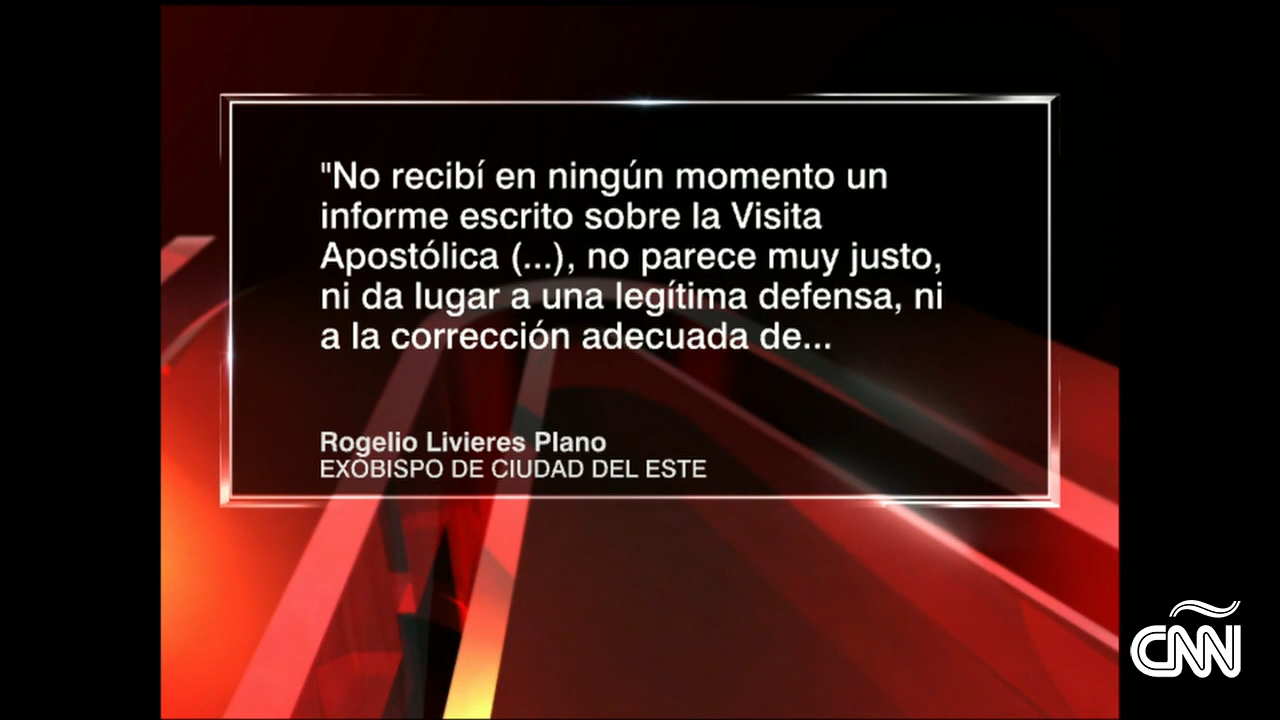 "No recibí en ningún momento un
informe escrito sobre la Visita
Apostólica (...), no parece muy justo,
ni da lugar a una legítima defensa, ni
a la corrección adecuada de...
Rogelio Livieres Plano
EXOBISPO DE CIUDAD DEL ESTE
CNN